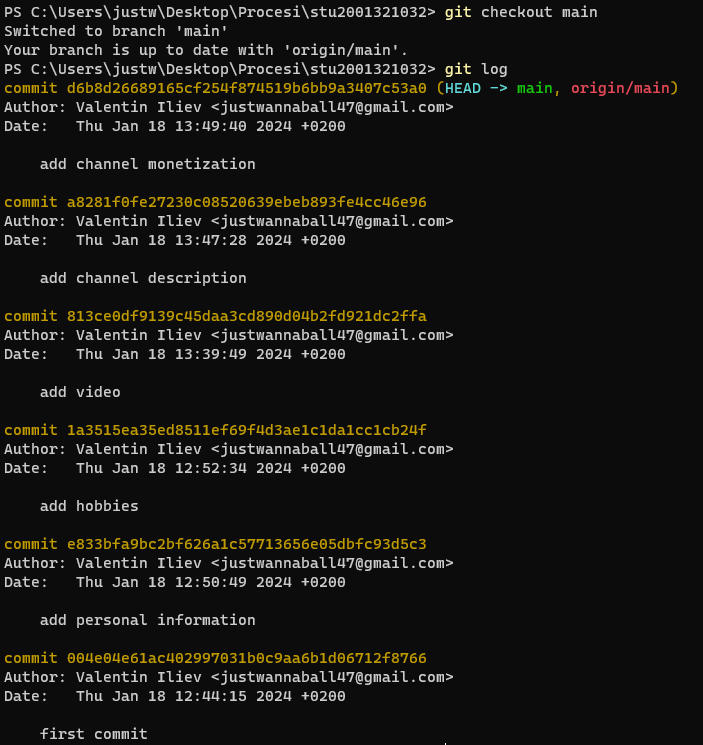 PS C:\Users\justw\Desktop\Procesi\stu2001321032> git checkout main
Switched to branch 'main'
Your branch is up to date with 'origin/main'.
PS C:\Users\justw\Desktop\Procesi\stu2001321032> git log
commit d6b8d26689165cf254f874519b6bb9a3407c53a0 (HEAD -> main, origin/main)
Author: Valentin Iliev <justwannaball47@gmail.com>
Date:   Thu Jan 18 13:49:40 2024 +0200
add channel monetization
commit a8281f0fe27230c08520639ebeb893fe4cc46e96
Author: Valentin Iliev <justwannaball47@gmail.com>
Date:   Thu Jan 18 13:47:28 2024 +0200
add channel description
commit 813ce0df9139c45daa3cd890d04b2fd921dc2ffa
Author: Valentin Iliev <justwannaball47@gmail.com>
Date:   Thu Jan 18 13:39:49 2024 +0200
add video
commit 1a3515ea35ed8511ef69f4d3ae1c1da1cc1cb24f
Author: Valentin Iliev <justwannaball47@gmail.com>
Date:   Thu Jan 18 12:52:34 2024 +0200
add hobbies
commit e833bfa9bc2bf626a1c57713656e05dbfc93d5c3
Author: Valentin Iliev <justwannaball47@gmail.com>
Date:   Thu Jan 18 12:50:49 2024 +0200
add personal information
commit 004e04e61ac402997031b0c9aa6b1d06712f8766
Author: Valentin Iliev <justwannaball47@gmail.com>
Date:   Thu Jan 18 12:44:15 2024 +0200
first commit